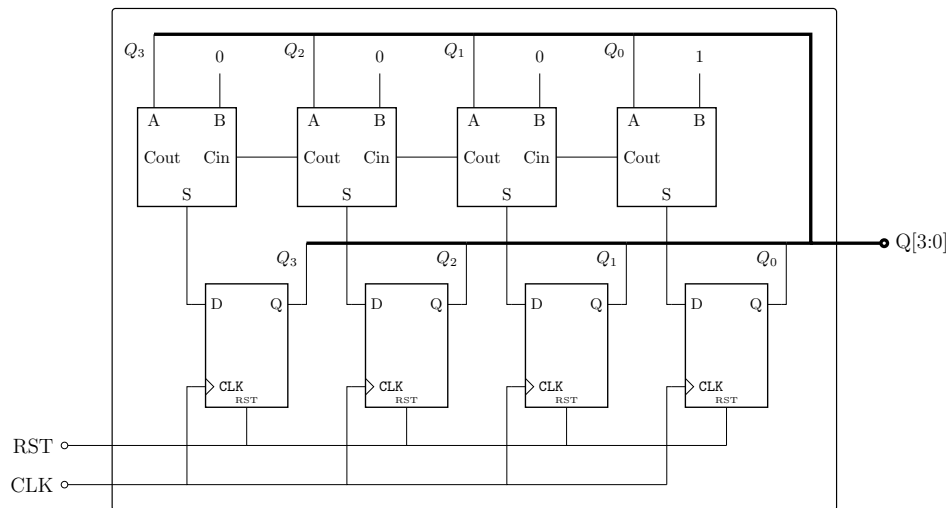 Q3 0 Q2 0 Q1 0 Q0 1
A B A B A B A B
Cout Cin Cout Cin Cout Cin Cout
S S S S
Q[3:0]
Q3 Q2 Q1 Q0
D Q D Q D Q D Q
CLK CLK CLK CLK
RST RST RST RST
RST
CLK